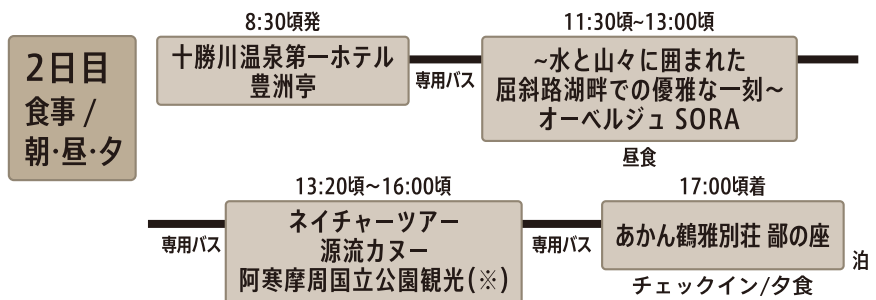 2日目
食事 /
朝・昼・夕
8:30頃発
十勝川温泉第一ホテル
豊洲亭
専用バス
11:30頃~13:00頃
~水と山々に囲まれた
屈斜路湖畔での優雅な一刻~
オーベルジュ SORA
昼食
専用バス
13:20頃~16:00頃
ネイチャーツアー
源流カヌー
阿寒摩周国立公園観光(※)
専用バス
17:00頃着
あかん鶴雅別荘 鄙の座
泊
チェックイン/夕食